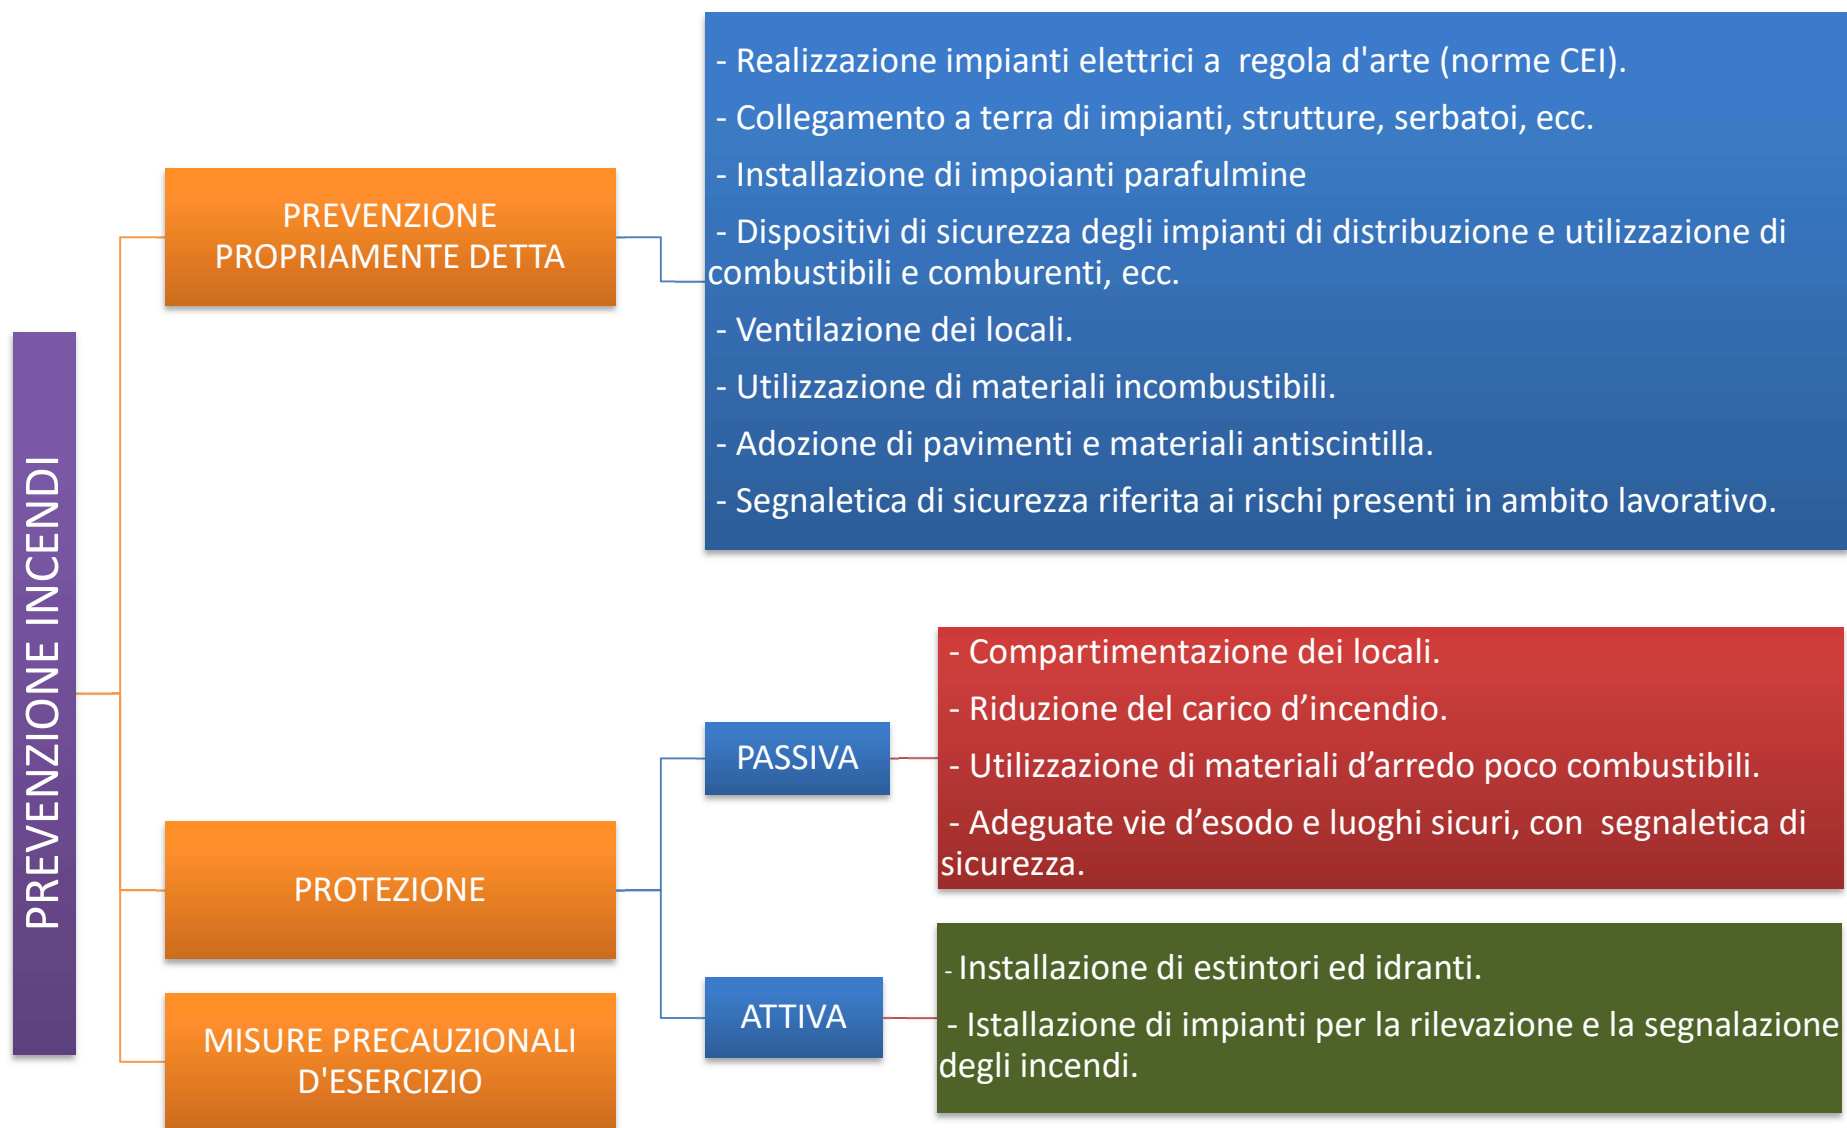 PREVENZIONE INCENDI
PREVENZIONE
PROPRIAMENTE DETTA
- Realizzazione impianti elettrici a  regola d'arte (norme CEI).
- Collegamento a terra di impianti, strutture, serbatoi, ecc.
- Installazione di impoianti parafulmine
- Dispositivi di sicurezza degli impianti di distribuzione e utilizzazione di
combustibili e comburenti, ecc.
- Ventilazione dei locali.
- Utilizzazione di materiali incombustibili.
- Adozione di pavimenti e materiali antiscintilla.
- Segnaletica di sicurezza riferita ai rischi presenti in ambito lavorativo.
PROTEZIONE
PASSIVA
- Compartimentazione dei locali.
- Riduzione del carico d’incendio.
- Utilizzazione di materiali d’arredo poco combustibili.
- Adeguate vie d’esodo e luoghi sicuri, con  segnaletica di
sicurezza.
ATTIVA
- Installazione di estintori ed idranti.
- Istallazione di impianti per la rilevazione e la segnalazione
degli incendi.
MISURE PRECAUZIONALI
D'ESERCIZIO